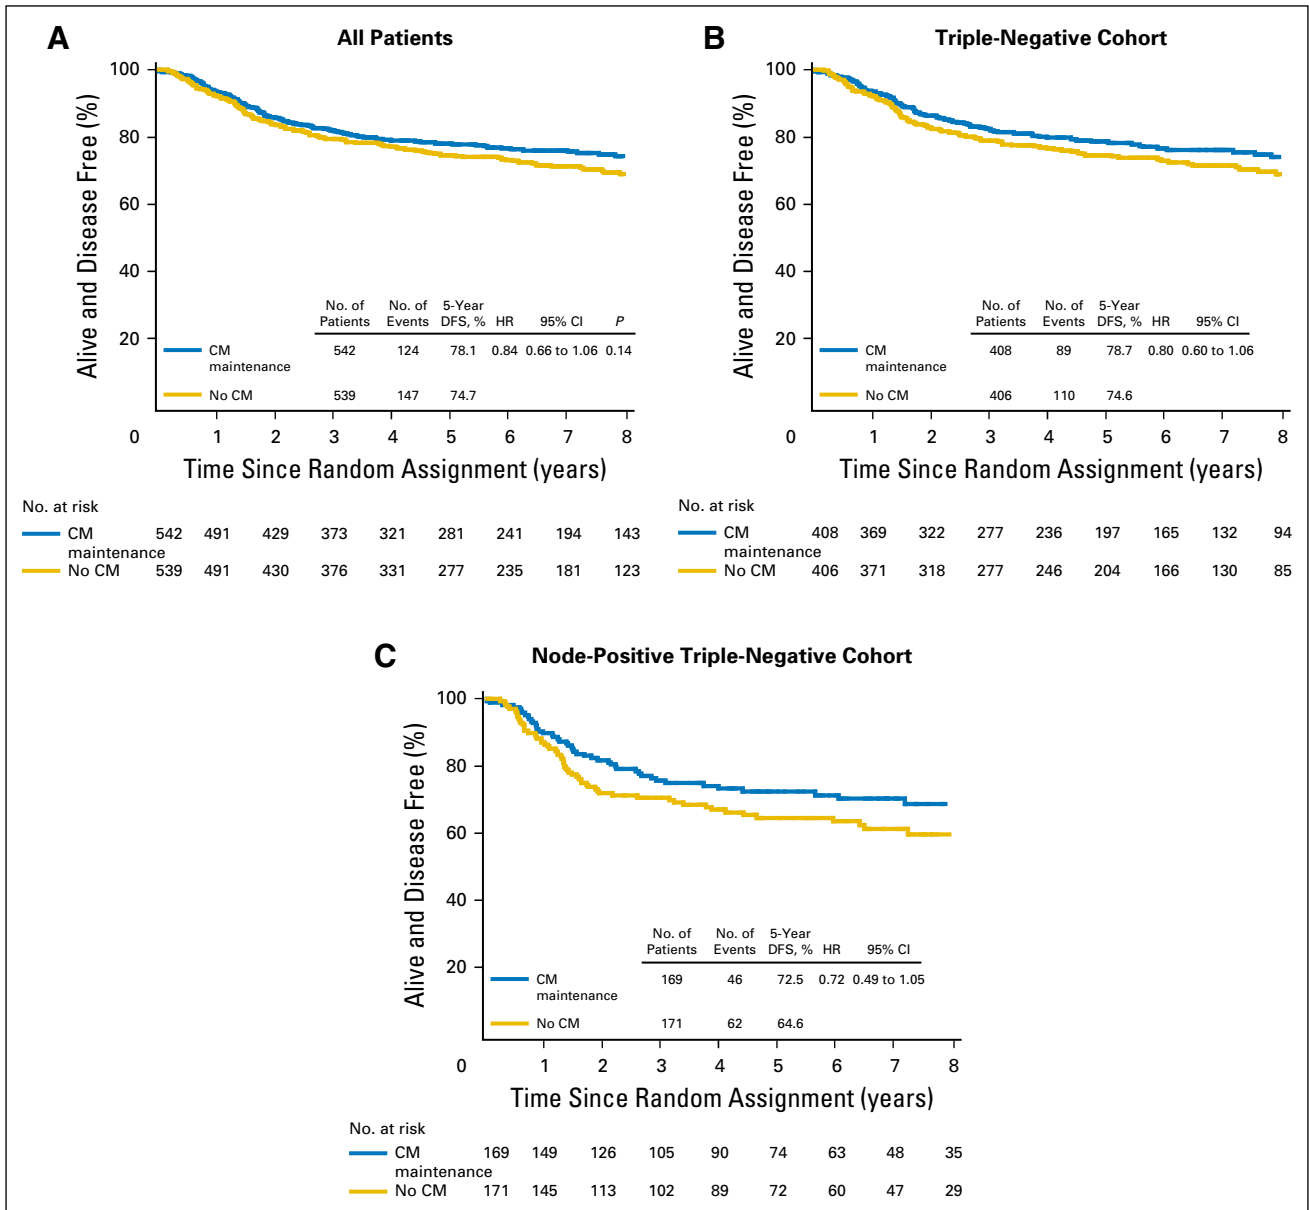 A
All Patients
Alive and Disease Free (%)
100
80
60
40
20
No. of Patients No. of Events 5-Year DFS, % HR 95% CI P
CM maintenance 542 124 78.1 0.84 0.66 to 1.06 0.14
No CM 539 147 74.7
0 1 2 3 4 5 6 7 8
Time Since Random Assignment (years)
No. at risk
CM maintenance 542 491 429 373 321 281 241 194 143
No CM 539 491 430 376 331 277 235 181 123
B
Triple-Negative Cohort
Alive and Disease Free (%)
100
80
60
40
20
No. of Patients No. of Events 5-Year DFS, % HR 95% CI
CM maintenance 408 89 78.7 0.80 0.60 to 1.06
No CM 406 110 74.6
0 1 2 3 4 5 6 7 8
Time Since Random Assignment (years)
No. at risk
CM maintenance 408 369 322 277 236 197 165 132 94
No CM 406 371 318 277 246 204 166 130 85
C
Node-Positive Triple-Negative Cohort
Alive and Disease Free (%)
100
80
60
40
20
No. of Patients No. of Events 5-Year DFS, % HR 95% CI
CM maintenance 169 46 72.5 0.72 0.49 to 1.05
No CM 171 62 64.6
0 1 2 3 4 5 6 7 8
Time Since Random Assignment (years)
No. at risk
CM maintenance 169 149 126 105 90 74 63 48 35
No CM 171 145 113 102 89 72 60 47 29